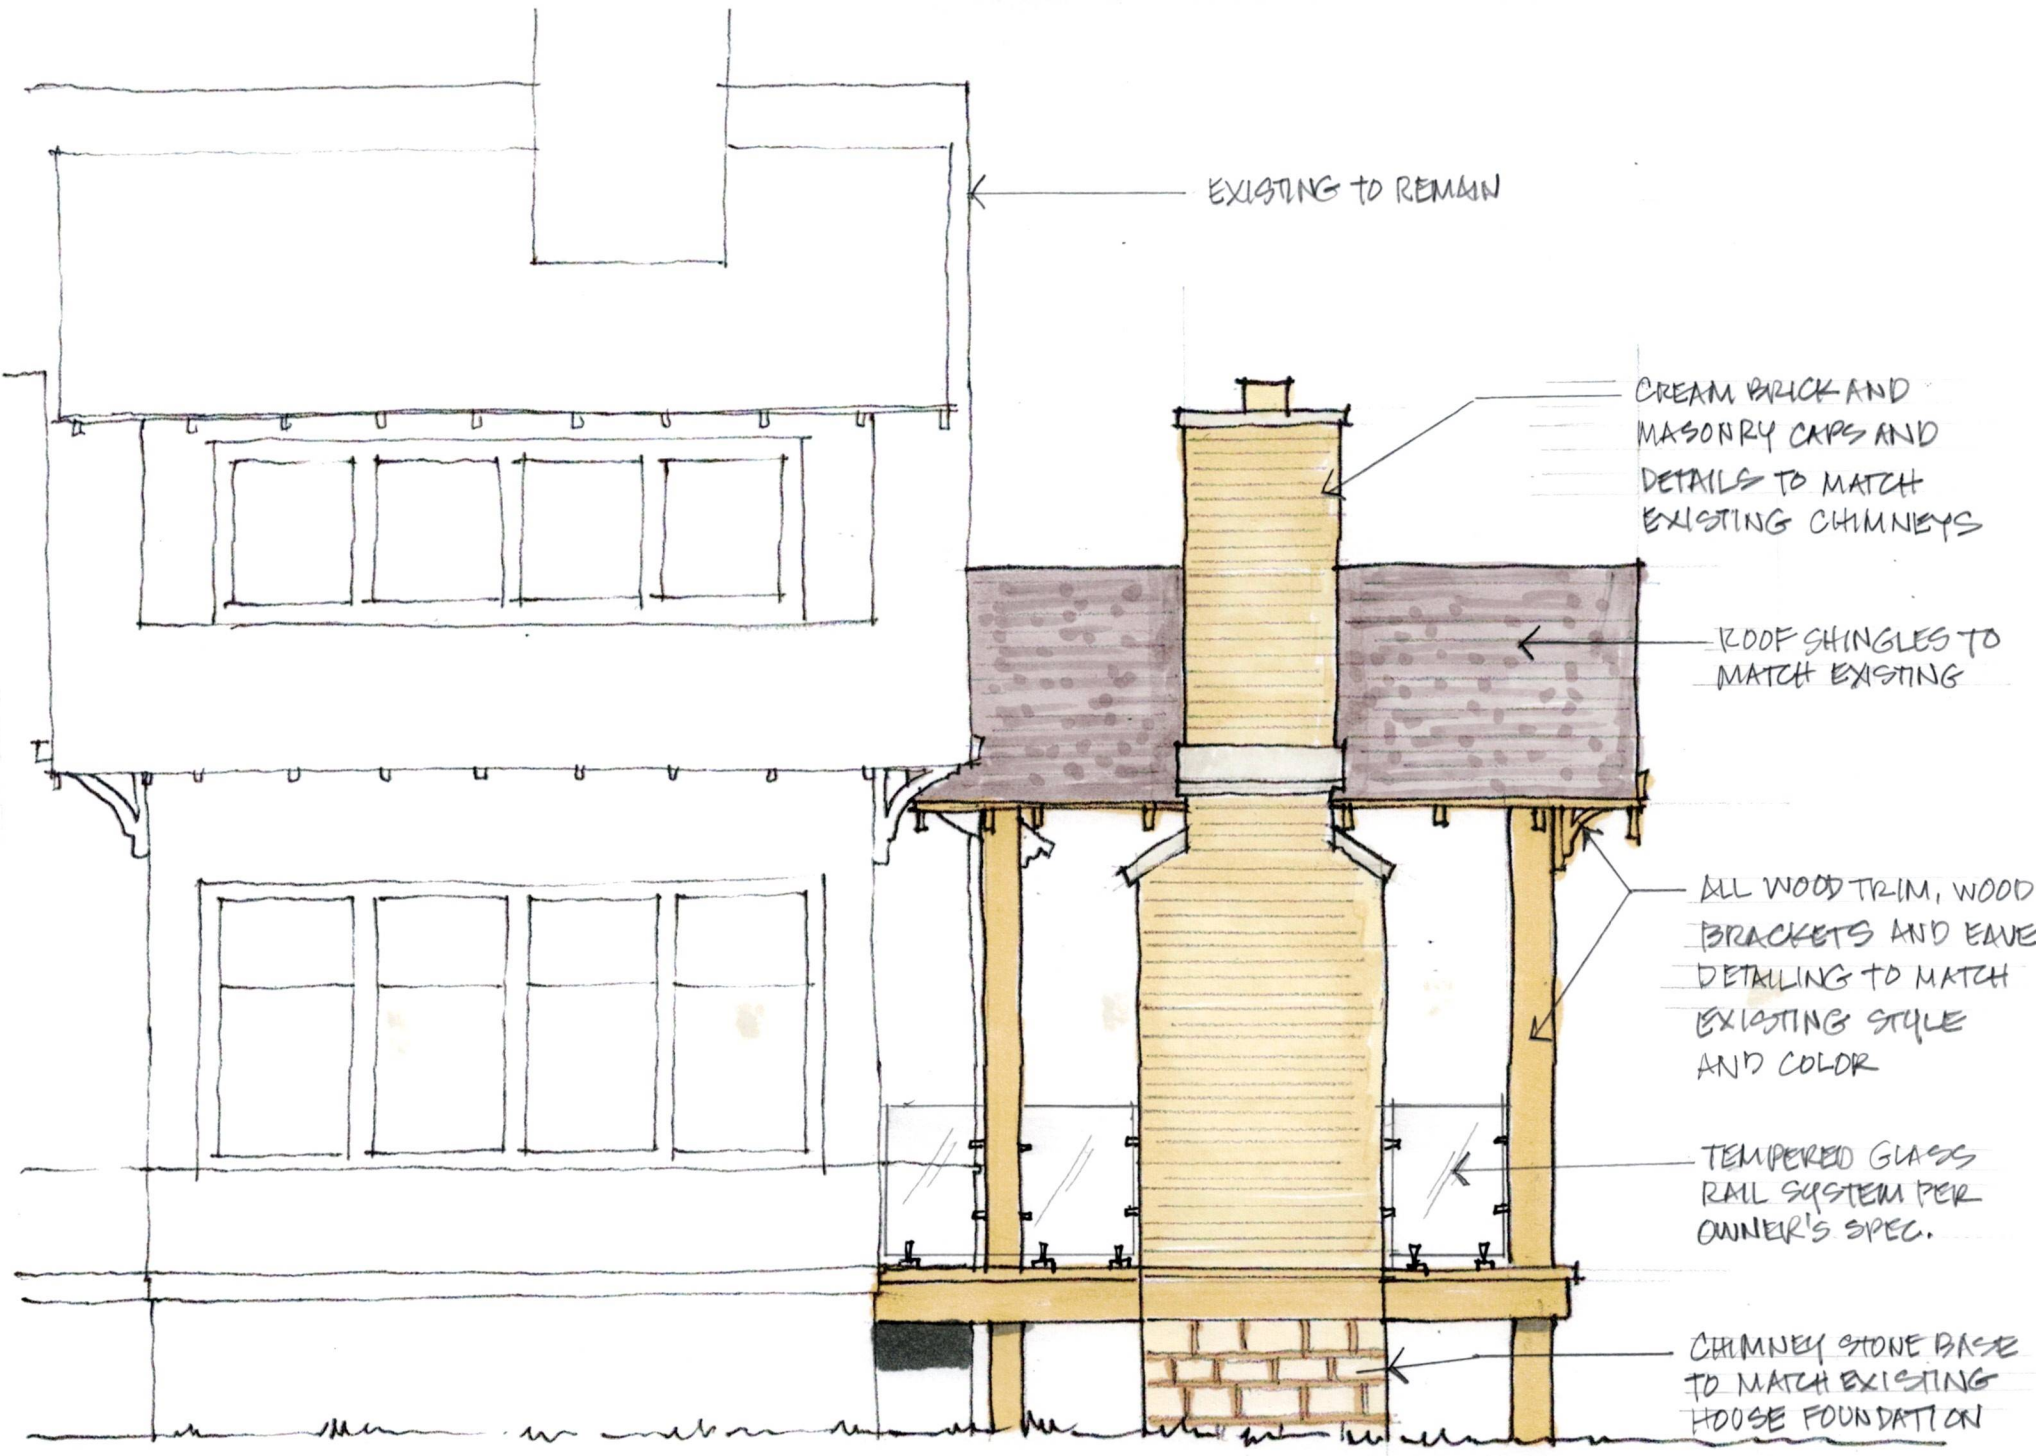 EXISTING TO REMAIN
CREAM BRICK AND
MASONRY CAPS AND
DETAILS TO MATCH
EXISTING CHIMNEYS
ROOF SHINGLES TO
MATCH EXISTING
ALL WOOD TRIM, WOOD
BRACKETS AND EAVE
DETAILING TO MATCH
EXISTING STYLE
AND COLOR
TEMPERED GLASS
RAIL SYSTEM PER
OWNER'S SPEC.
CHIMNEY STONE BASE
TO MATCH EXISTING
HOUSE FOUNDATION